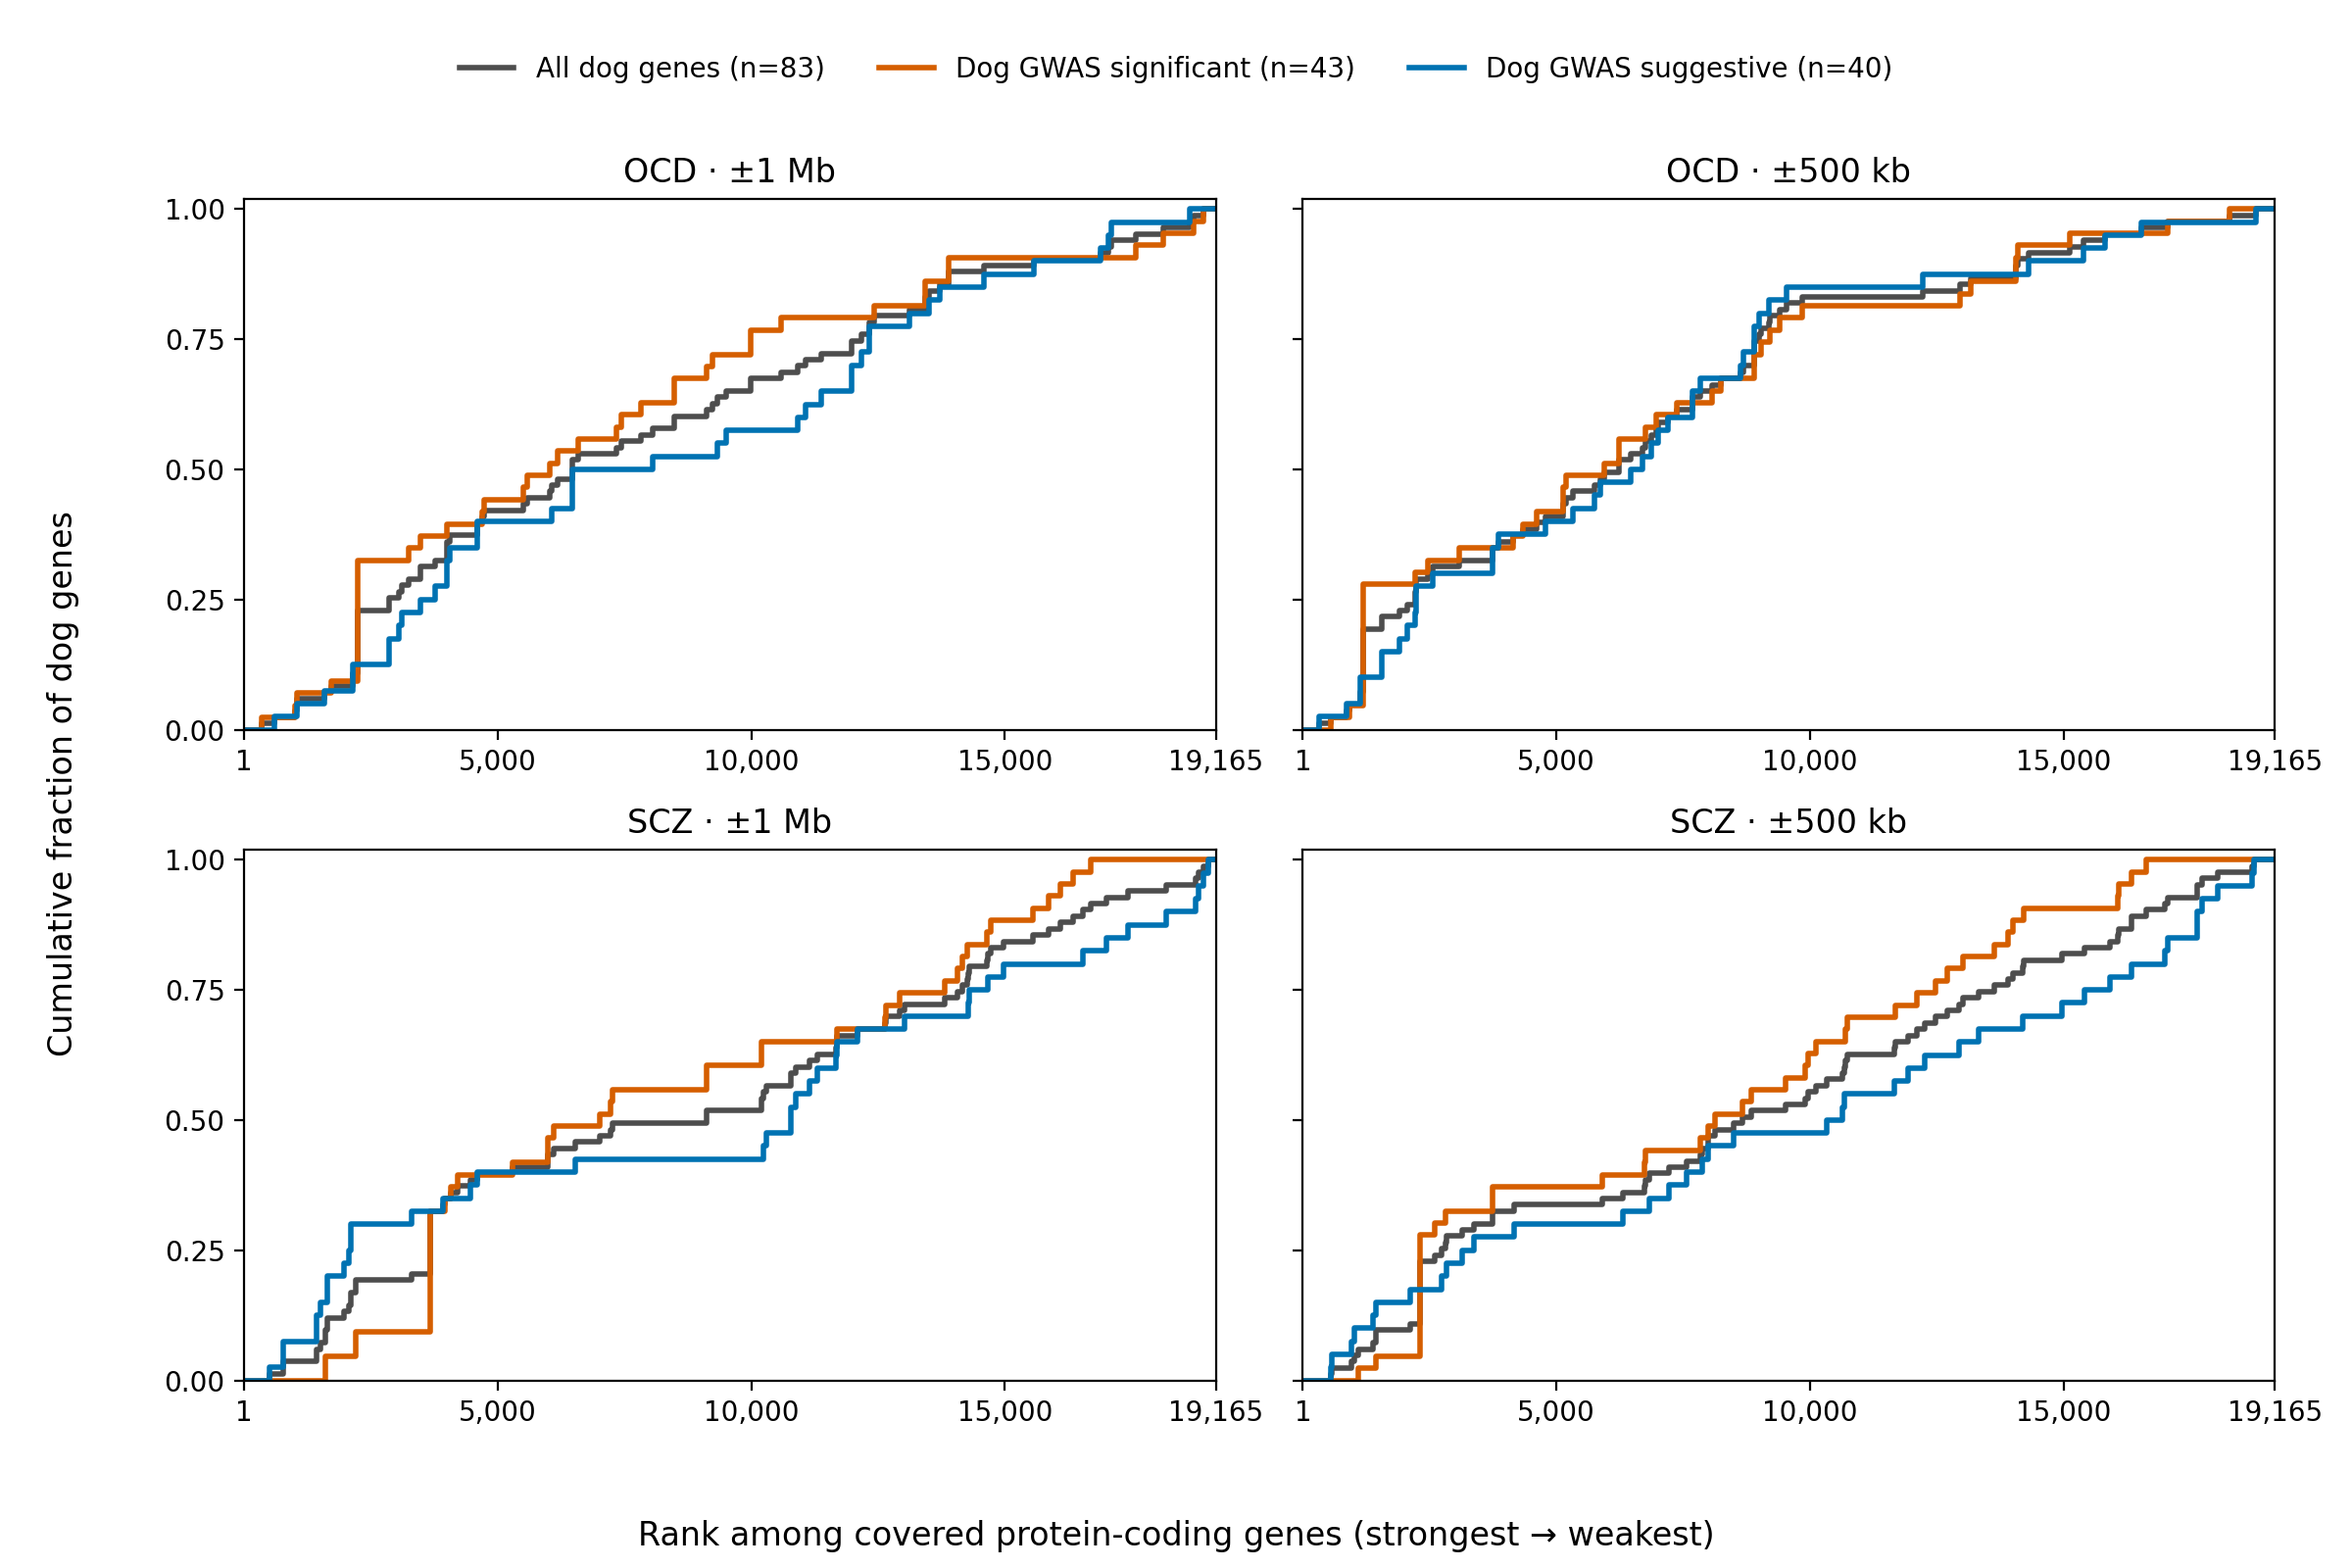 All dog genes (n=83) Dog GWAS significant (n=43) Dog GWAS suggestive (n=40)
OCD · ±1 Mb
OCD · ±500 kb
1.00
0.75
0.50
0.25
0.00
1 5,000 10,000 15,000 19,165
1 5,000 10,000 15,000 19,165
SCZ · ±1 Mb
SCZ · ±500 kb
1.00
0.75
0.50
0.25
0.00
1 5,000 10,000 15,000 19,165
1 5,000 10,000 15,000 19,165
Cumulative fraction of dog genes
Rank among covered protein-coding genes (strongest → weakest)